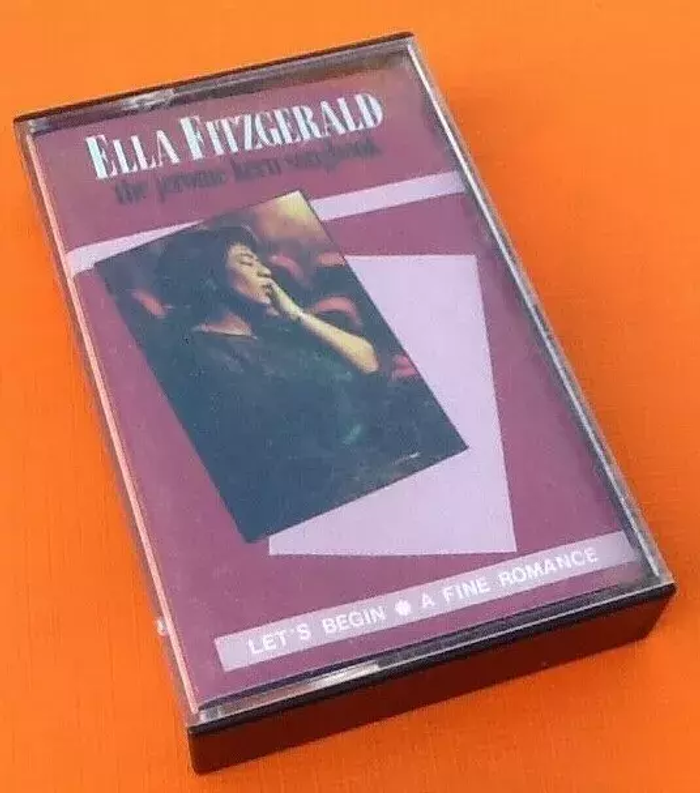 ELLA FITZGERALD
the jerome kern songbook
LET'S BEGIN ● A FINE ROMANCE